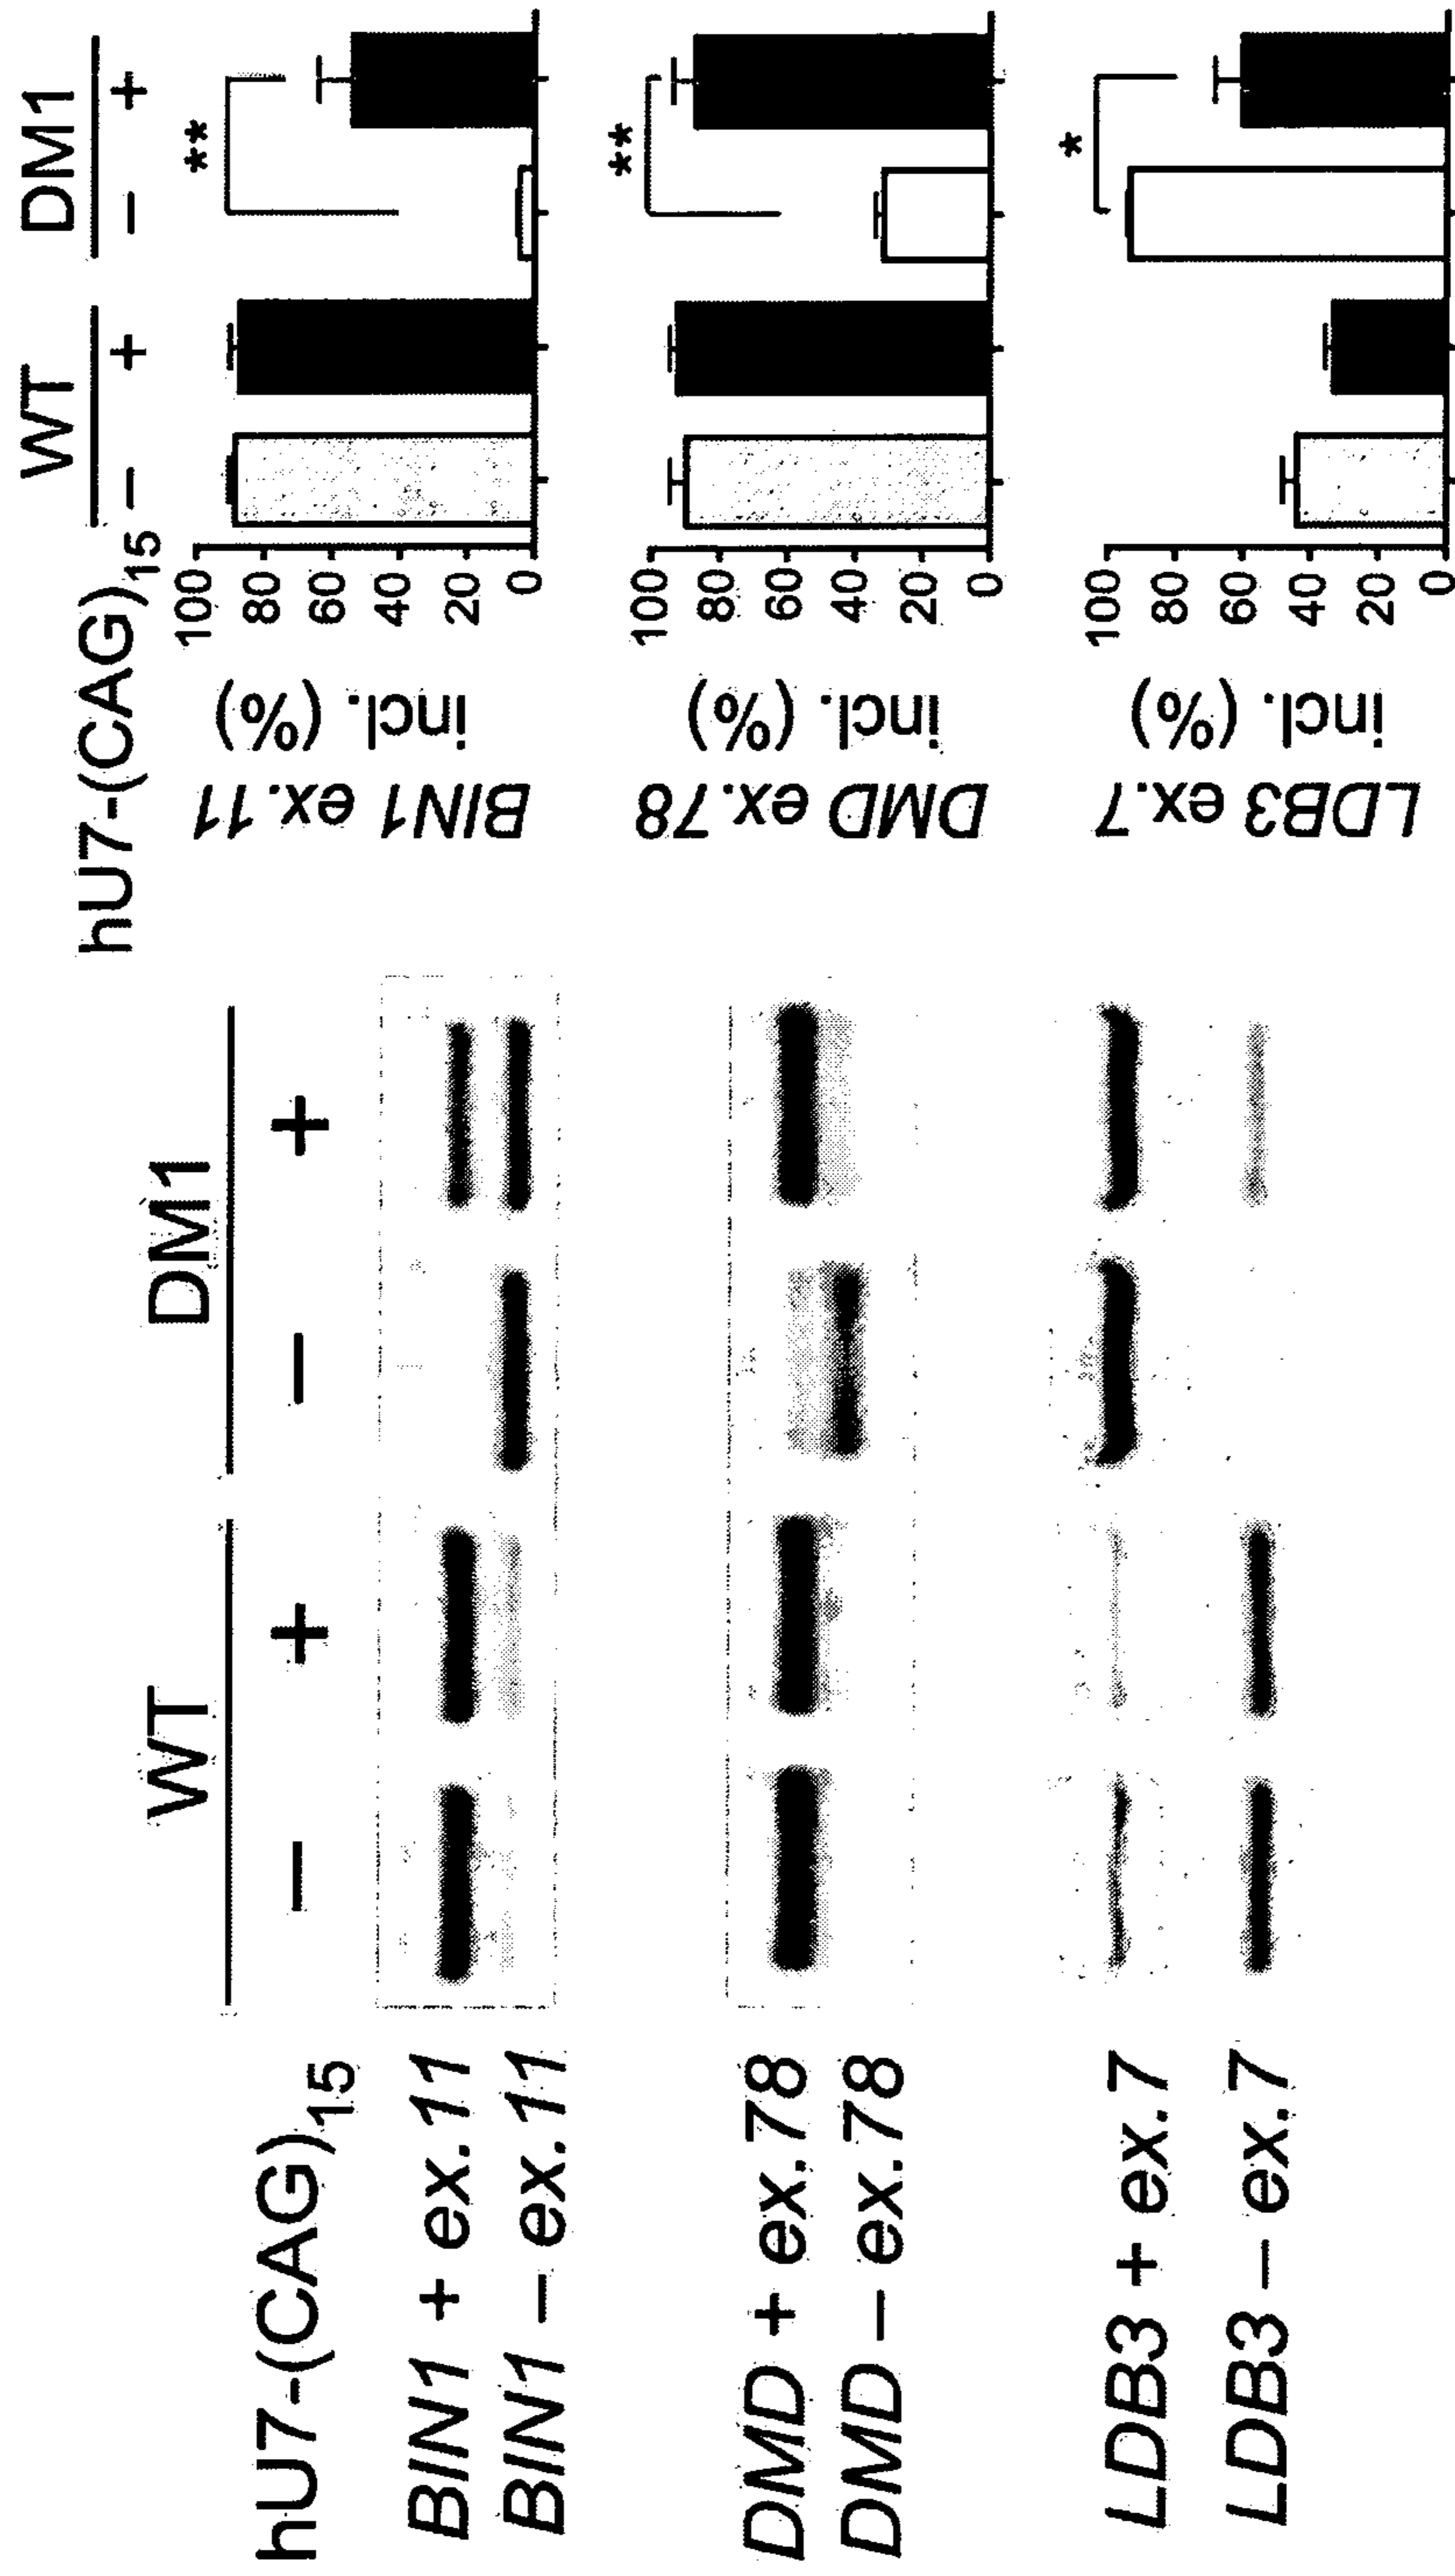 WT DM1
hU7-(CAG)15 – + – +
BIN1 + ex.11
BIN1 – ex.11
DMD + ex.78
DMD – ex.78
LDB3 + ex.7
LDB3 – ex.7
WT DM1
hU7-(CAG)15 – + – +
BIN1 ex.11
incl. (%)
100
80
60
40
20
0
**
DMD ex.78
incl. (%)
100
80
60
40
20
0
**
LDB3 ex.7
incl. (%)
100
80
60
40
20
0
*